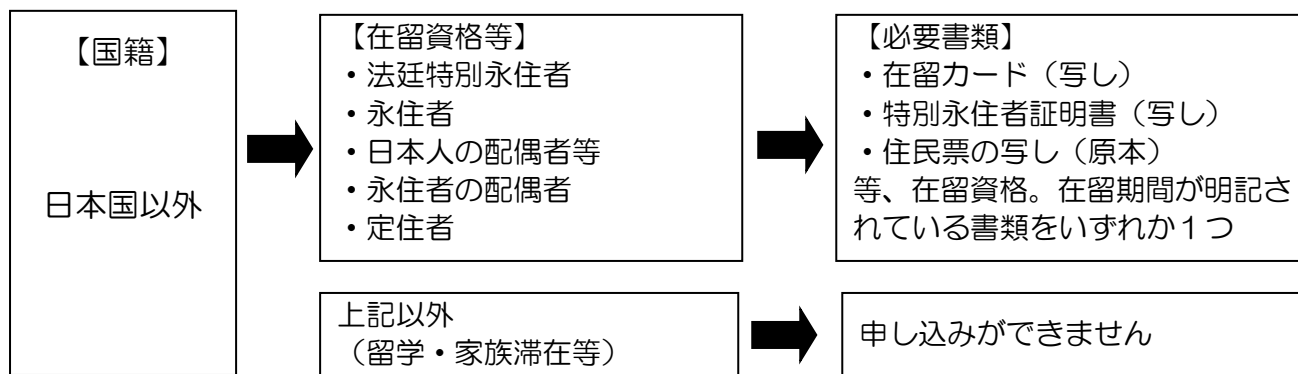 【国籍】
日本国以外
【在留資格等】
・法廷特別永住者
・永住者
・日本人の配偶者等
・永住者の配偶者
・定住者
【必要書類】
・在留カード（写し）
・特別永住者証明書（写し）
・住民票の写し（原本）
等、在留資格。在留期間が明記さ
れている書類をいずれか１つ
上記以外
（留学・家族滞在等）
申し込みができません